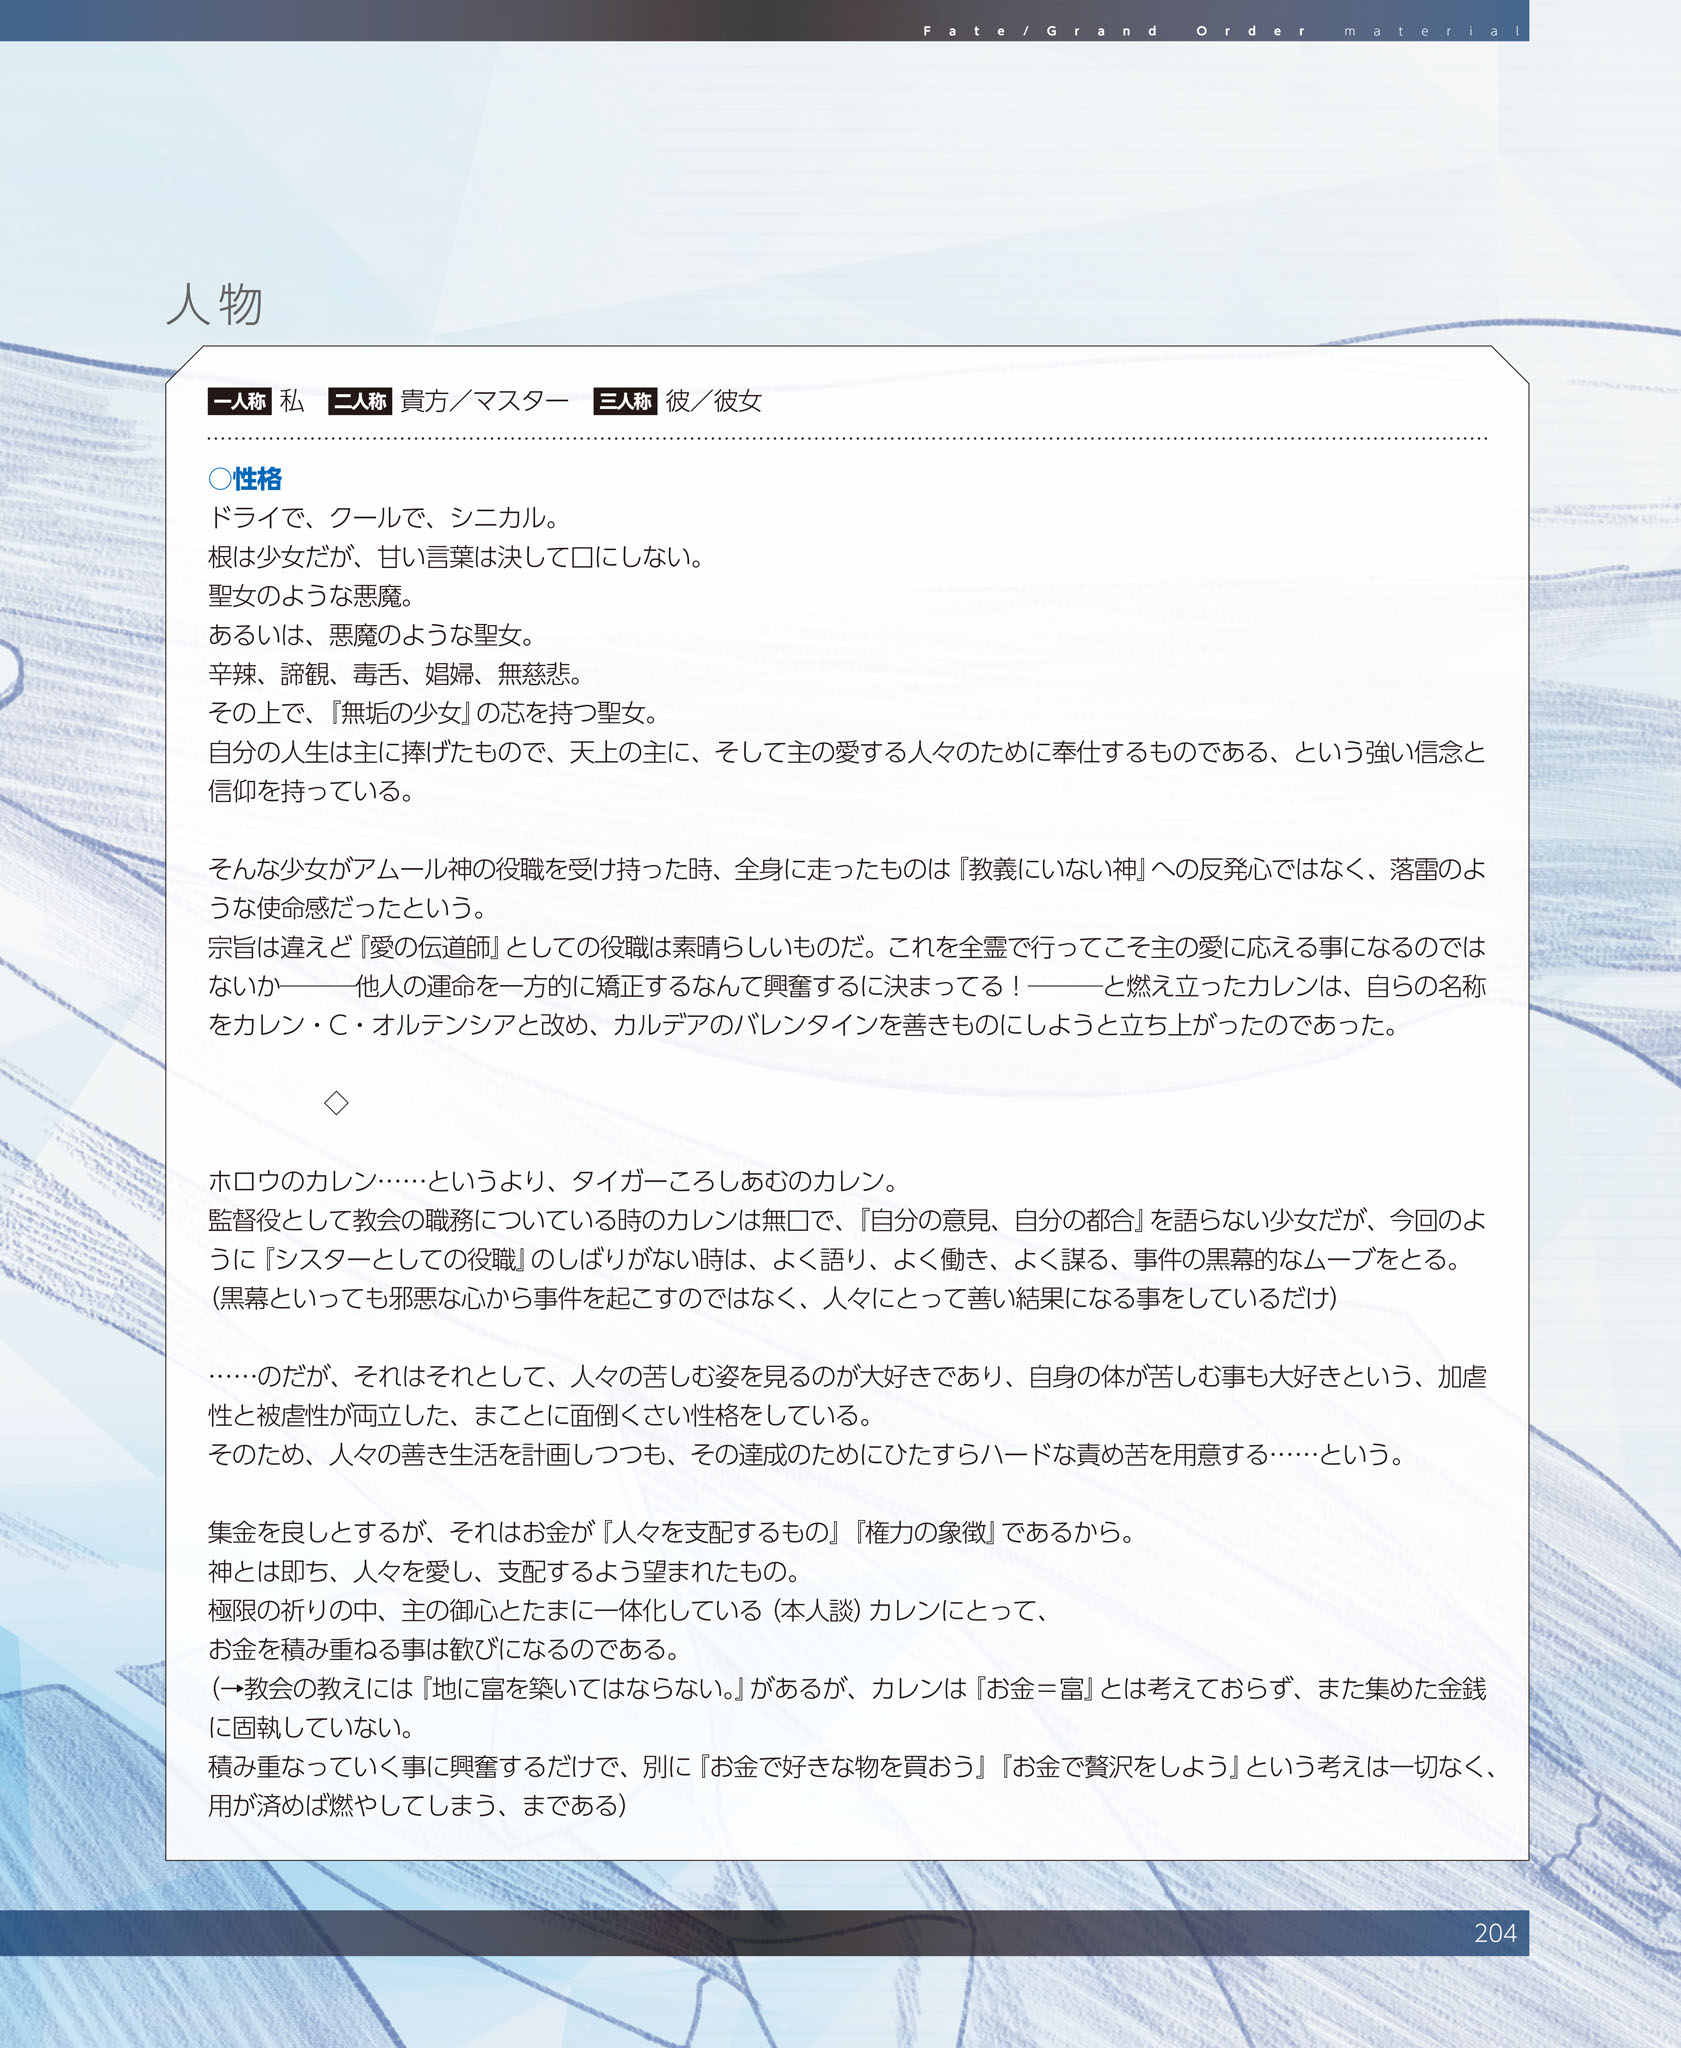 Fate/Grand Order material
人物
一人称 私 二人称 貴方／マスター 三人称 彼／彼女
○性格
ドライで、クールで、シニカル。
根は少女だが、甘い言葉は決して口にしない。
聖女のような悪魔。
あるいは、悪魔のような聖女。
辛辣、諦観、毒舌、娼婦、無慈悲。
その上で、『無垢の少女』の芯を持つ聖女。
自分の人生は主に捧げたもので、天上の主に、そして主の愛する人々のために奉仕するものである、という強い信念と
信仰を持っている。
そんな少女がアムール神の役職を受け持った時、全身に走ったものは『教義にいない神』への反発心ではなく、落雷のよ
うな使命感だったという。
宗旨は違えど『愛の伝道師』としての役職は素晴らしいものだ。これを全霊で行ってこそ主の愛に応える事になるのでは
ないか―――他人の運命を一方的に矯正するなんて興奮するに決まってる！―――と燃え立ったカレンは、自らの名称
をカレン・C・オルテンシアと改め、カルデアのバレンタインを善きものにしようと立ち上がったのであった。
◇
ホロウのカレン……というより、タイガーころしあむのカレン。
監督役として教会の職務についている時のカレンは無口で、『自分の意見、自分の都合』を語らない少女だが、今回のよ
うに『シスターとしての役職』のしばりがない時は、よく語り、よく働き、よく謀る、事件の黒幕的なムーブをとる。
（黒幕といっても邪悪な心から事件を起こすのではなく、人々にとって善い結果になる事をしているだけ）
……のだが、それはそれとして、人々の苦しむ姿を見るのが大好きであり、自身の体が苦しむ事も大好きという、加虐
性と被虐性が両立した、まことに面倒くさい性格をしている。
そのため、人々の善き生活を計画しつつも、その達成のためにひたすらハードな責め苦を用意する……という。
集金を良しとするが、それはお金が『人々を支配するもの』『権力の象徴』であるから。
神とは即ち、人々を愛し、支配するよう望まれたもの。
極限の祈りの中、主の御心とたまに一体化している（本人談）カレンにとって、
お金を積み重ねる事は歓びになるのである。
（→教会の教えには『地に富を築いてはならない。』があるが、カレンは『お金＝富』とは考えておらず、また集めた金銭
に固執していない。
積み重なっていく事に興奮するだけで、別に『お金で好きな物を買おう』『お金で贅沢をしよう』という考えは一切なく、
用が済めば燃やしてしまう、まである）
204